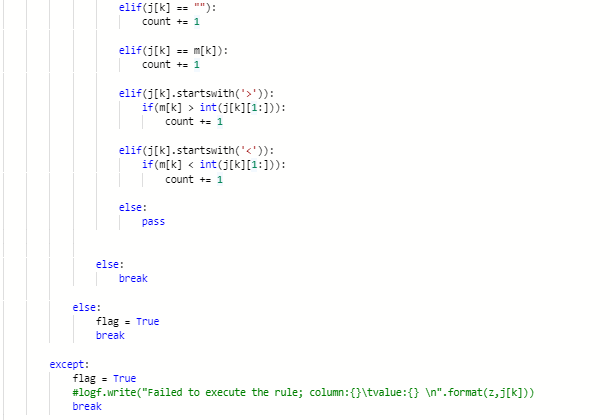 elif(j[k] == ""):
count += 1
elif(j[k] == m[k]):
count += 1
elif(j[k].startswith('>')):
if(m[k] > int(j[k][1:])):
count += 1
elif(j[k].startswith('<')):
if(m[k] < int(j[k][1:])):
count += 1
else:
pass
else:
break
else:
flag = True
break
except:
flag = True
#logf.write("Failed to execute the rule; column:{}\tvalue:{} \n".format(z,j[k]))
break